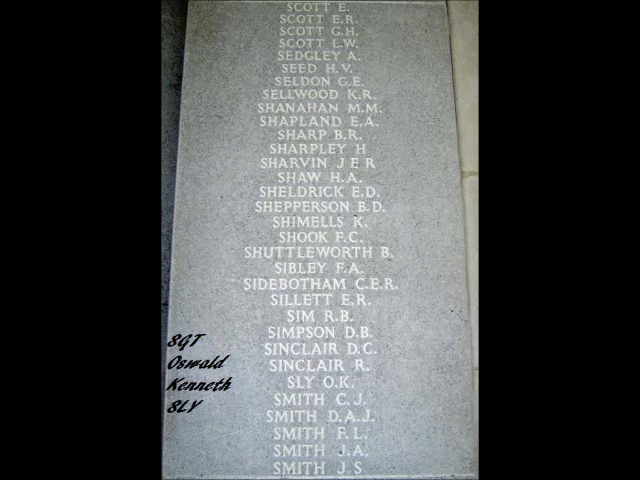 SCOTT E.
SCOTT E.R.
SCOTT G.H.
SCOTT L.W.
SEDGLEY A.
SEED H.V.
SELDON G.E.
SELLWOOD K.R.
SHANAHAN M.M.
SHAPLAND E.A.
SHARP B.R.
SHARPLEY H
SHARVIN J E R
SHAW H.A.
SHELDRICK E.D.
SHEPPERSON B.D.
SHIMELLS K.
SHOOK F.C.
SHUTTLEWORTH B.
SIBLEY F.A.
SIDEBOTHAM C.E.R.
SILLETT E.R.
SIM R.B.
SIMPSON D.B.
SINCLAIR D.C.
SINCLAIR R.
SLY O.K.
SMITH C.J.
SMITH D.A.J.
SMITH F.L.
SMITH J.A.
SMITH J S
SGT
Oswald
Kenneth
SLY